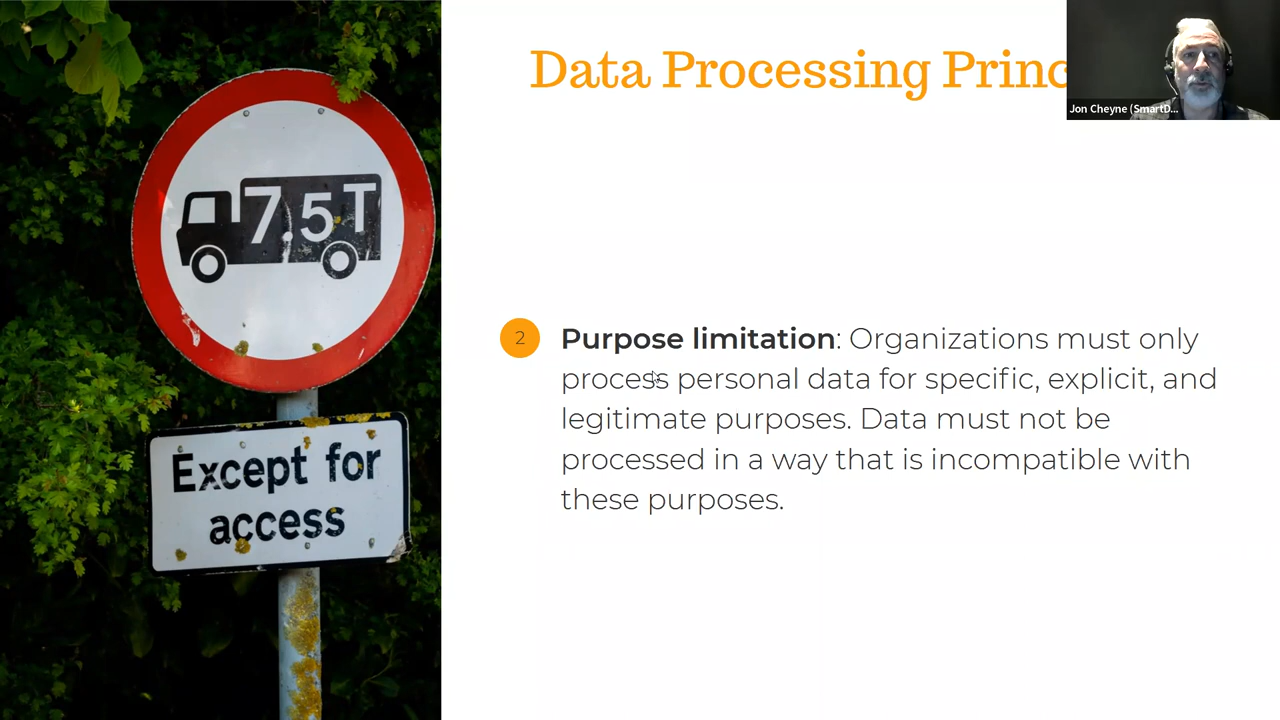 7.5T
Except for
access
Data Processing Princ
Jon Cheyne (SmartD...
2
Purpose limitation: Organizations must only
process personal data for specific, explicit, and
legitimate purposes. Data must not be
processed in a way that is incompatible with
these purposes.